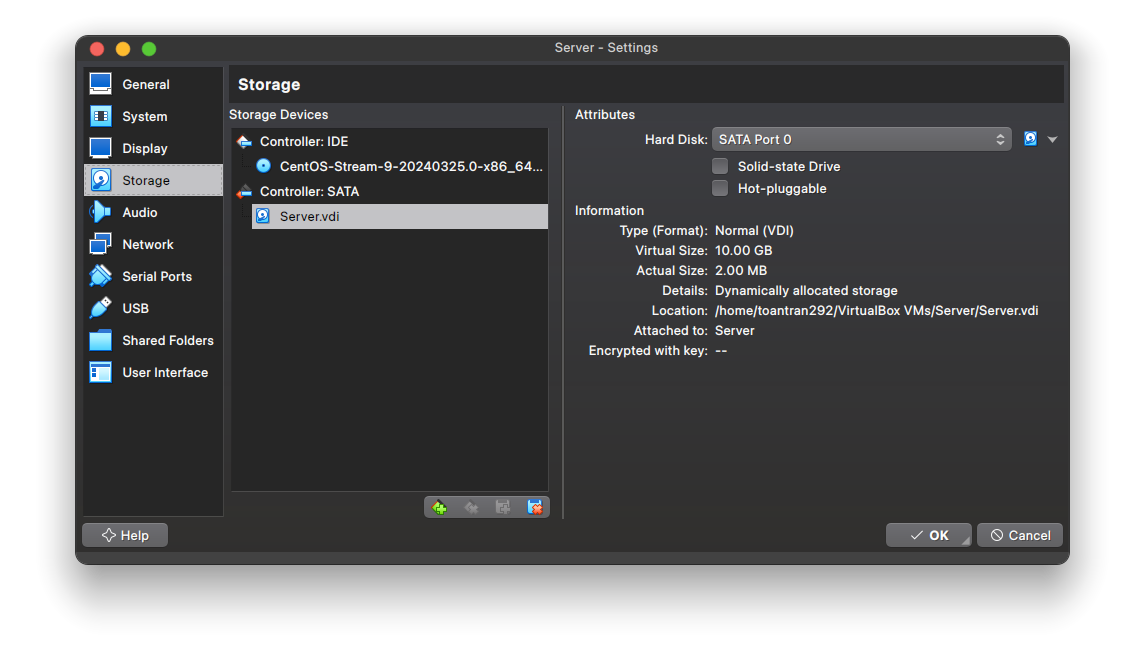 Server - Settings
General
System
Display
Storage
Audio
Network
Serial Ports
USB
Shared Folders
User Interface
Storage
Storage Devices
Controller: IDE
CentOS-Stream-9-20240325.0-x86_64...
Controller: SATA
Server.vdi
Attributes
Hard Disk: SATA Port 0
Solid-state Drive
Hot-pluggable
Information
Type (Format): Normal (VDI)
Virtual Size: 10.00 GB
Actual Size: 2.00 MB
Details: Dynamically allocated storage
Location: /home/toantran292/VirtualBox VMs/Server/Server.vdi
Attached to: Server
Encrypted with key: --
Help
OK
Cancel